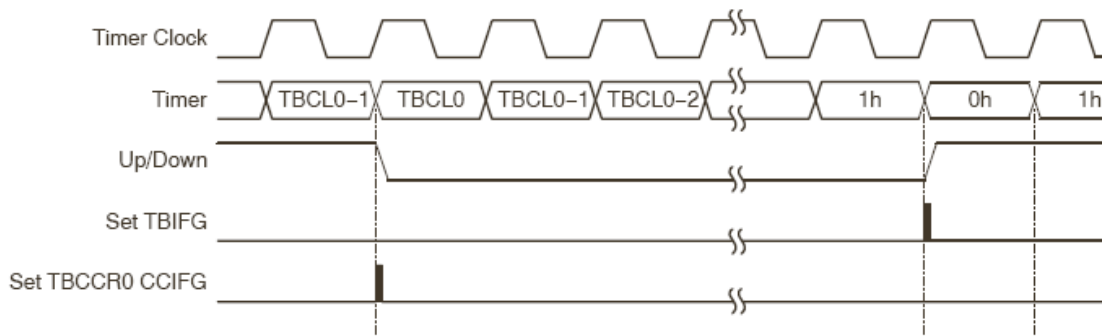 Timer Clock
Timer TBCL0−1 TBCL0 TBCL0−1 TBCL0−2 1h 0h 1h
Up/Down
Set TBIFG
Set TBCCR0 CCIFG